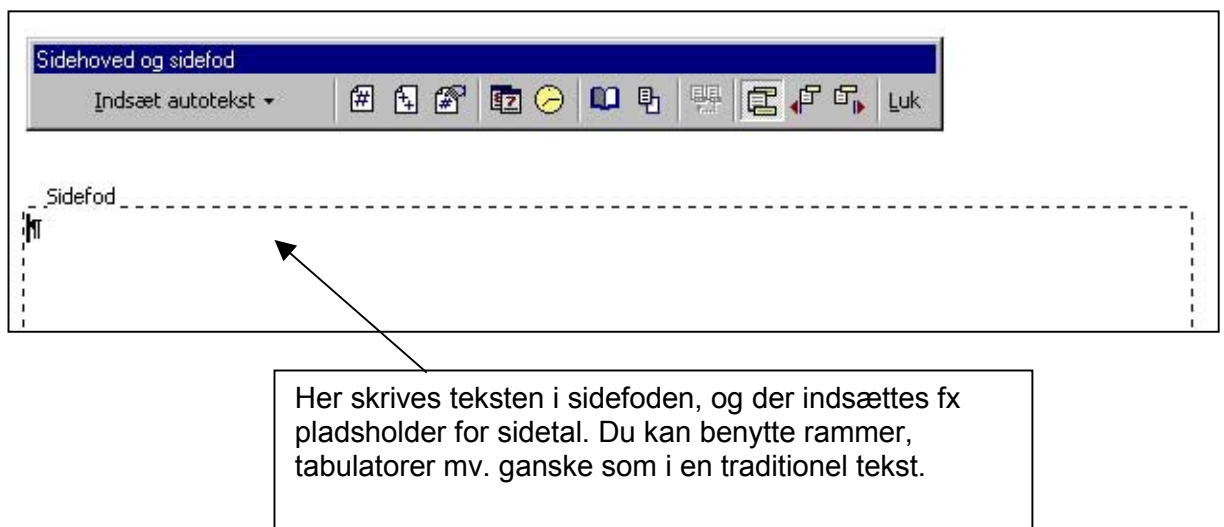 Sidehoved og sidefod
Indsæt autotekst
Luk
Sidefod
¶
Her skrives teksten i sidefoden, og der indsættes fx
pladsholder for sidetal. Du kan benytte rammer,
tabulatorer mv. ganske som i en traditionel tekst.